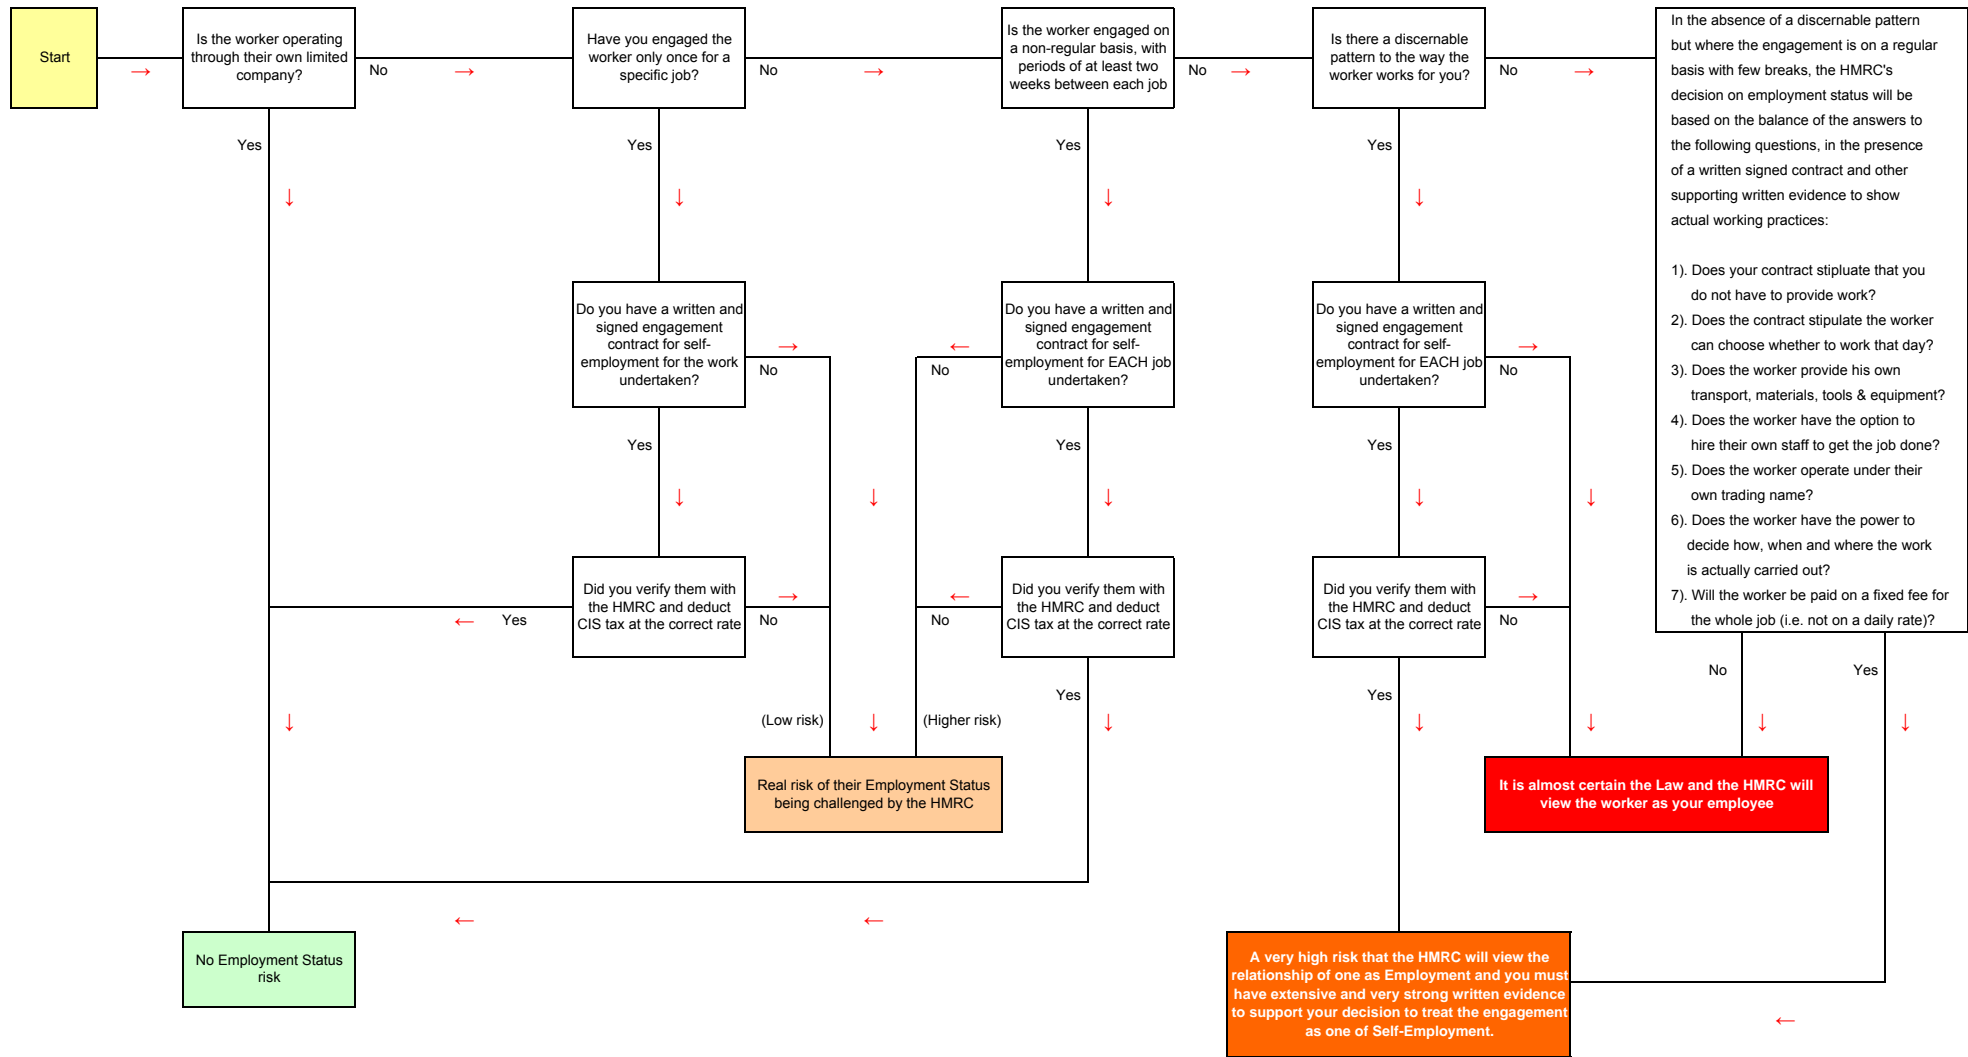 Start
→
Is the worker operating
through their own limited
company?
No
→
Have you engaged the
worker only once for a
specific job?
No
→
Is the worker engaged on
a non-regular basis, with
periods of at least two
weeks between each job
No
→
Is there a discernable
pattern to the way the
worker works for you?
No
→
In the absence of a discernable pattern
but where the engagement is on a regular
basis with few breaks, the HMRC's
decision on employment status will be
based on the balance of the answers to
the following questions, in the presence
of a written signed contract and other
supporting written evidence to show
actual working practices:
1). Does your contract stipluate that you
do not have to provide work?
2). Does the contract stipulate the worker
can choose whether to work that day?
3). Does the worker provide his own
transport, materials, tools & equipment?
4). Does the worker have the option to
hire their own staff to get the job done?
5). Does the worker operate under their
own trading name?
6). Does the worker have the power to
decide how, when and where the work
is actually carried out?
7). Will the worker be paid on a fixed fee for
the whole job (i.e. not on a daily rate)?
Yes
Yes
Yes
Yes
↓
↓
↓
↓
Do you have a written and
signed engagement
contract for self-
employment for the work
undertaken?
→
No
Do you have a written and
signed engagement
contract for self-
employment for EACH job
undertaken?
←
No
Do you have a written and
signed engagement
contract for self-
employment for EACH job
undertaken?
→
No
Yes
Yes
Yes
↓
↓
↓
↓
↓
Did you verify them with
the HMRC and deduct
CIS tax at the correct rate
→
No
← Yes
Did you verify them with
the HMRC and deduct
CIS tax at the correct rate
←
No
Did you verify them with
the HMRC and deduct
CIS tax at the correct rate
→
No
No
Yes
Yes
Yes
↓
(Low risk)
↓
(Higher risk)
↓
↓
↓
↓
↓
Real risk of their Employment Status
being challenged by the HMRC
It is almost certain the Law and the HMRC will
view the worker as your employee
←
←
No Employment Status
risk
A very high risk that the HMRC will view the
relationship of one as Employment and you must
have extensive and very strong written evidence
to support your decision to treat the engagement
as one of Self-Employment.
←